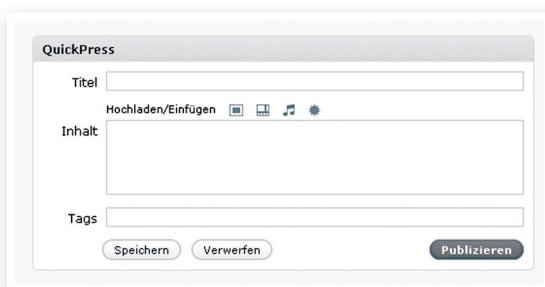 QuickPress
Titel
Hochladen/Einfügen
Inhalt
Tags
Speichern Verwerfen Publizieren